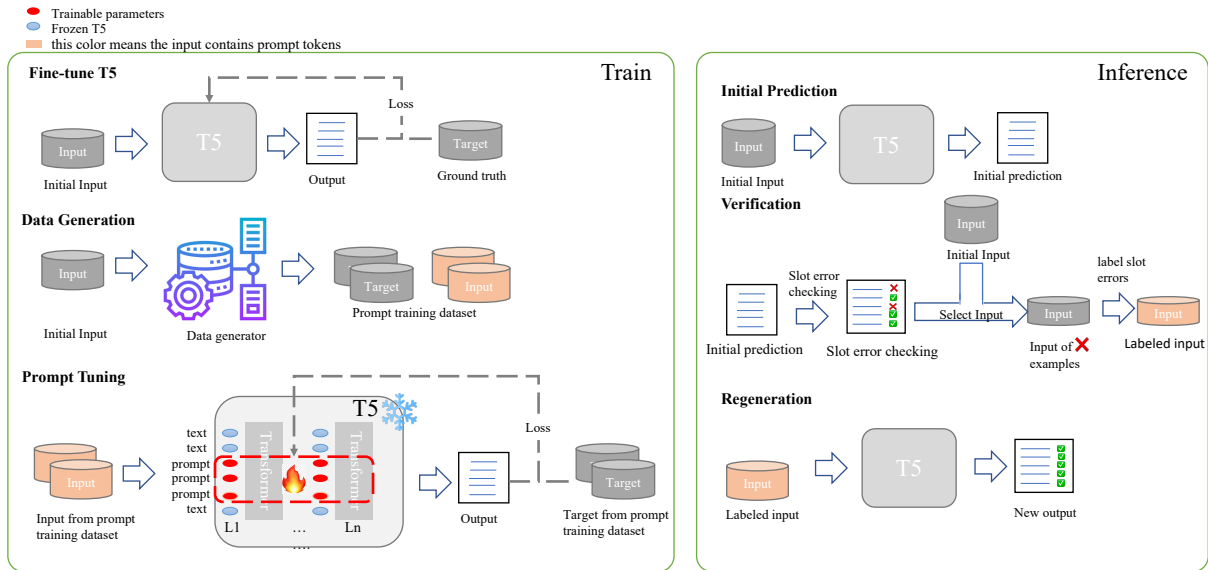 Trainable parameters
Frozen T5
this color means the input contains prompt tokens
Train
Fine-tune T5
Input
Initial Input
T5
Output
Loss
Target
Ground truth
Data Generation
Input
Initial Input
Data generator
Target
Input
Prompt training dataset
Prompt Tuning
Input
Input from prompt
training dataset
text
text
prompt
prompt
prompt
text
T5
Transformer
Transformer
L1
...
Ln
....
Output
Loss
Target
Target from prompt
training dataset
Inference
Initial Prediction
Input
Initial Input
T5
Initial prediction
Verification
Input
Initial Input
Initial prediction
Slot error
checking
Slot error checking
Select Input
Input
Input of
examples
label slot
errors
Input
Labeled input
Regeneration
Input
Labeled input
T5
New output